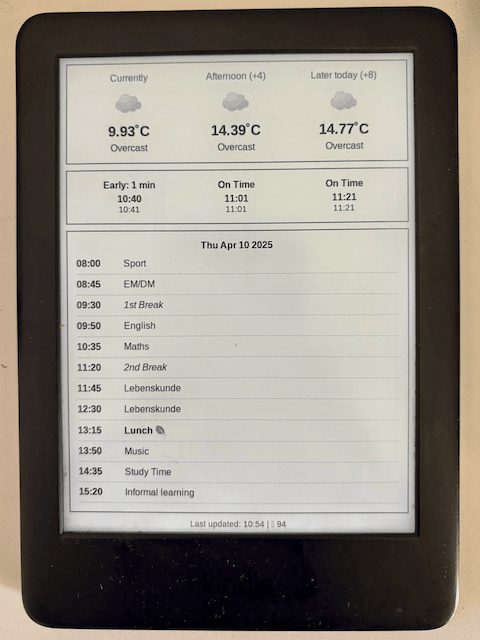 Currently Afternoon (+4) Later today (+8)
9.93°C 14.39°C 14.77°C
Overcast Overcast Overcast
Early: 1 min On Time On Time
10:40 11:01 11:21
10:41 11:01 11:21
Thu Apr 10 2025
08:00 Sport
08:45 EM/DM
09:30 1st Break
09:50 English
10:35 Maths
11:20 2nd Break
11:45 Lebenskunde
12:30 Lebenskunde
13:15 Lunch
13:50 Music
14:35 Study Time
15:20 Informal learning
Last updated: 10:54 | 94